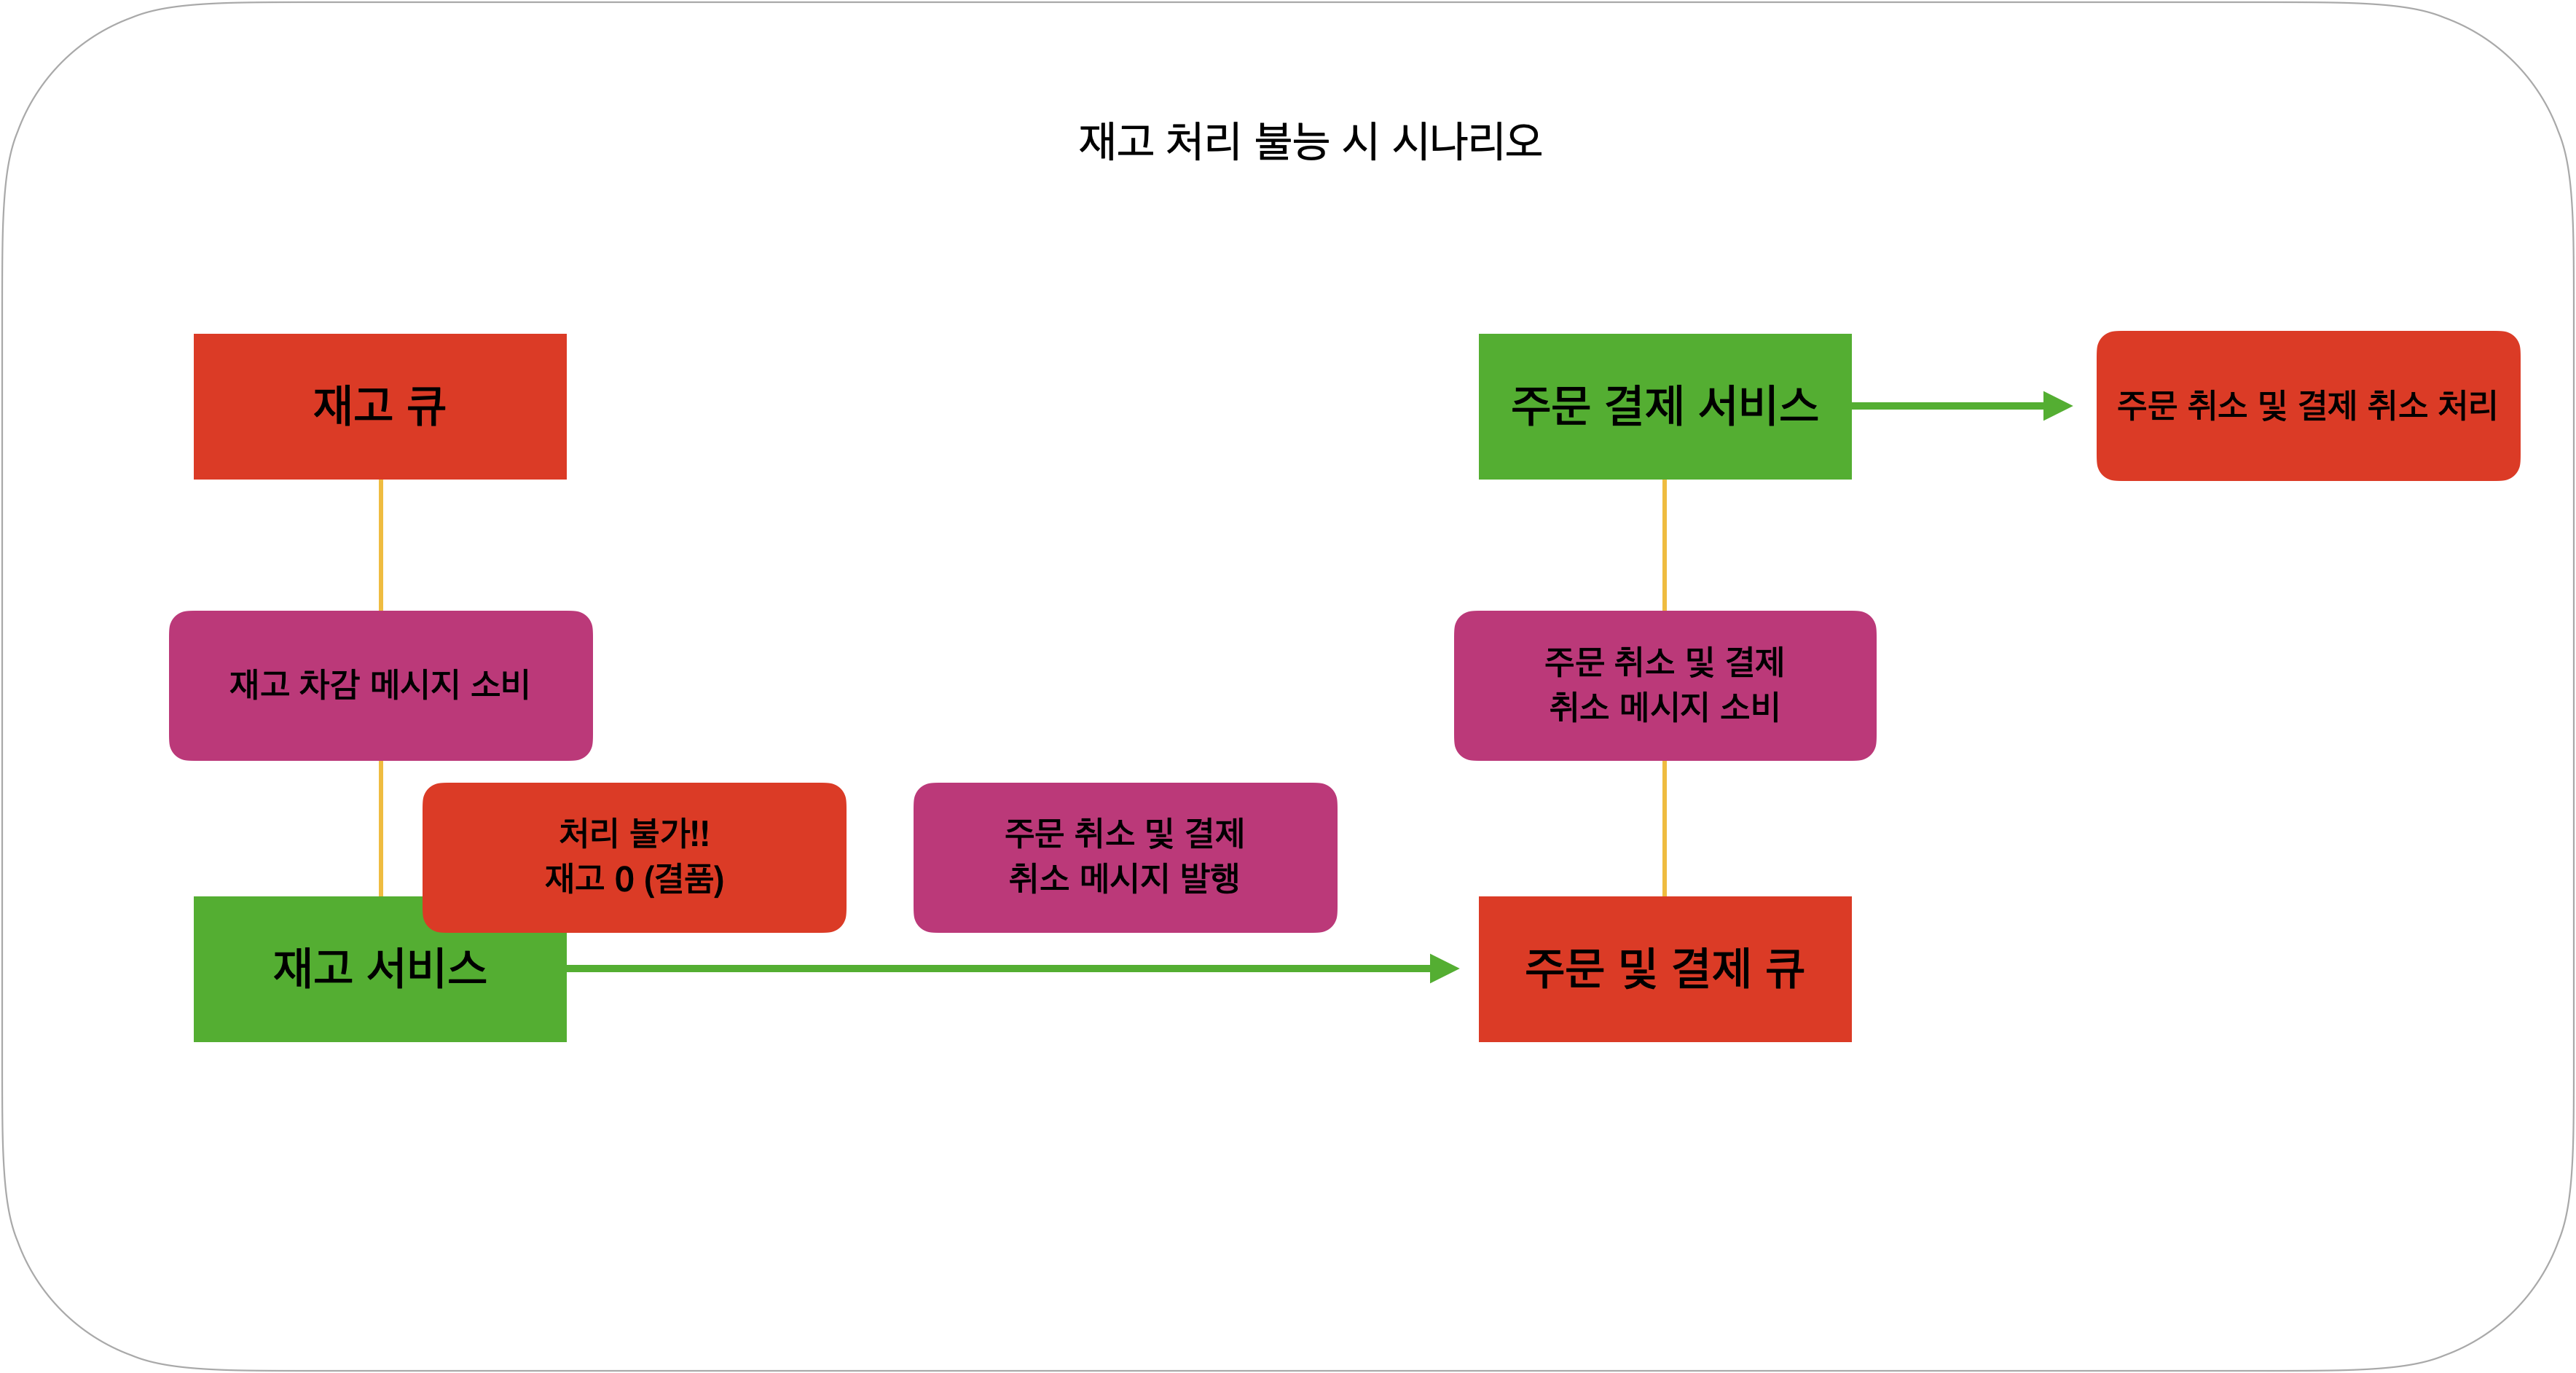 재고 처리 불능 시 시나리오
재고 큐
주문 결제 서비스
주문 취소 및 결제 취소 처리
재고 차감 메시지 소비
주문 취소 및 결제
취소 메시지 소비
처리 불가!!
재고 0 (결품)
주문 취소 및 결제
취소 메시지 발행
재고 서비스
주문 및 결제 큐